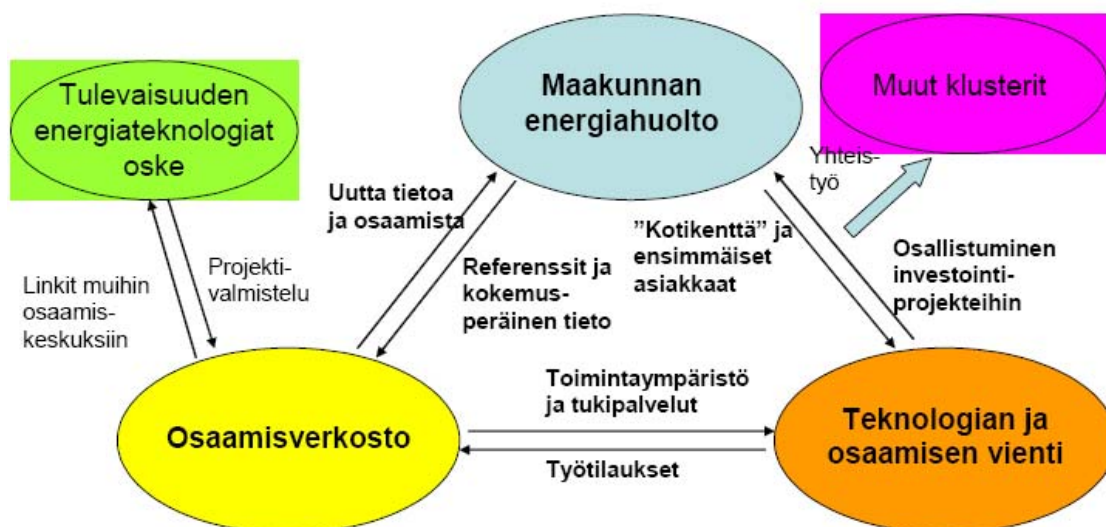 Tulevaisuuden
energiateknologiat
oske
Maakunnan
energiahuolto
Muut klusterit
Yhteis-
työ
Uutta tietoa
ja osaamista
”Kotikenttä” ja
ensimmäiset
asiakkaat
Osallistuminen
investointi-
projekteihin
Linkit muihin
osaamis-
keskuksiin
Projekti-
valmistelu
Referenssit ja
kokemus-
peräinen tieto
Toimintaympäristö
ja tukipalvelut
Osaamisverkosto
Teknologian ja
osaamisen vienti
Työtilaukset